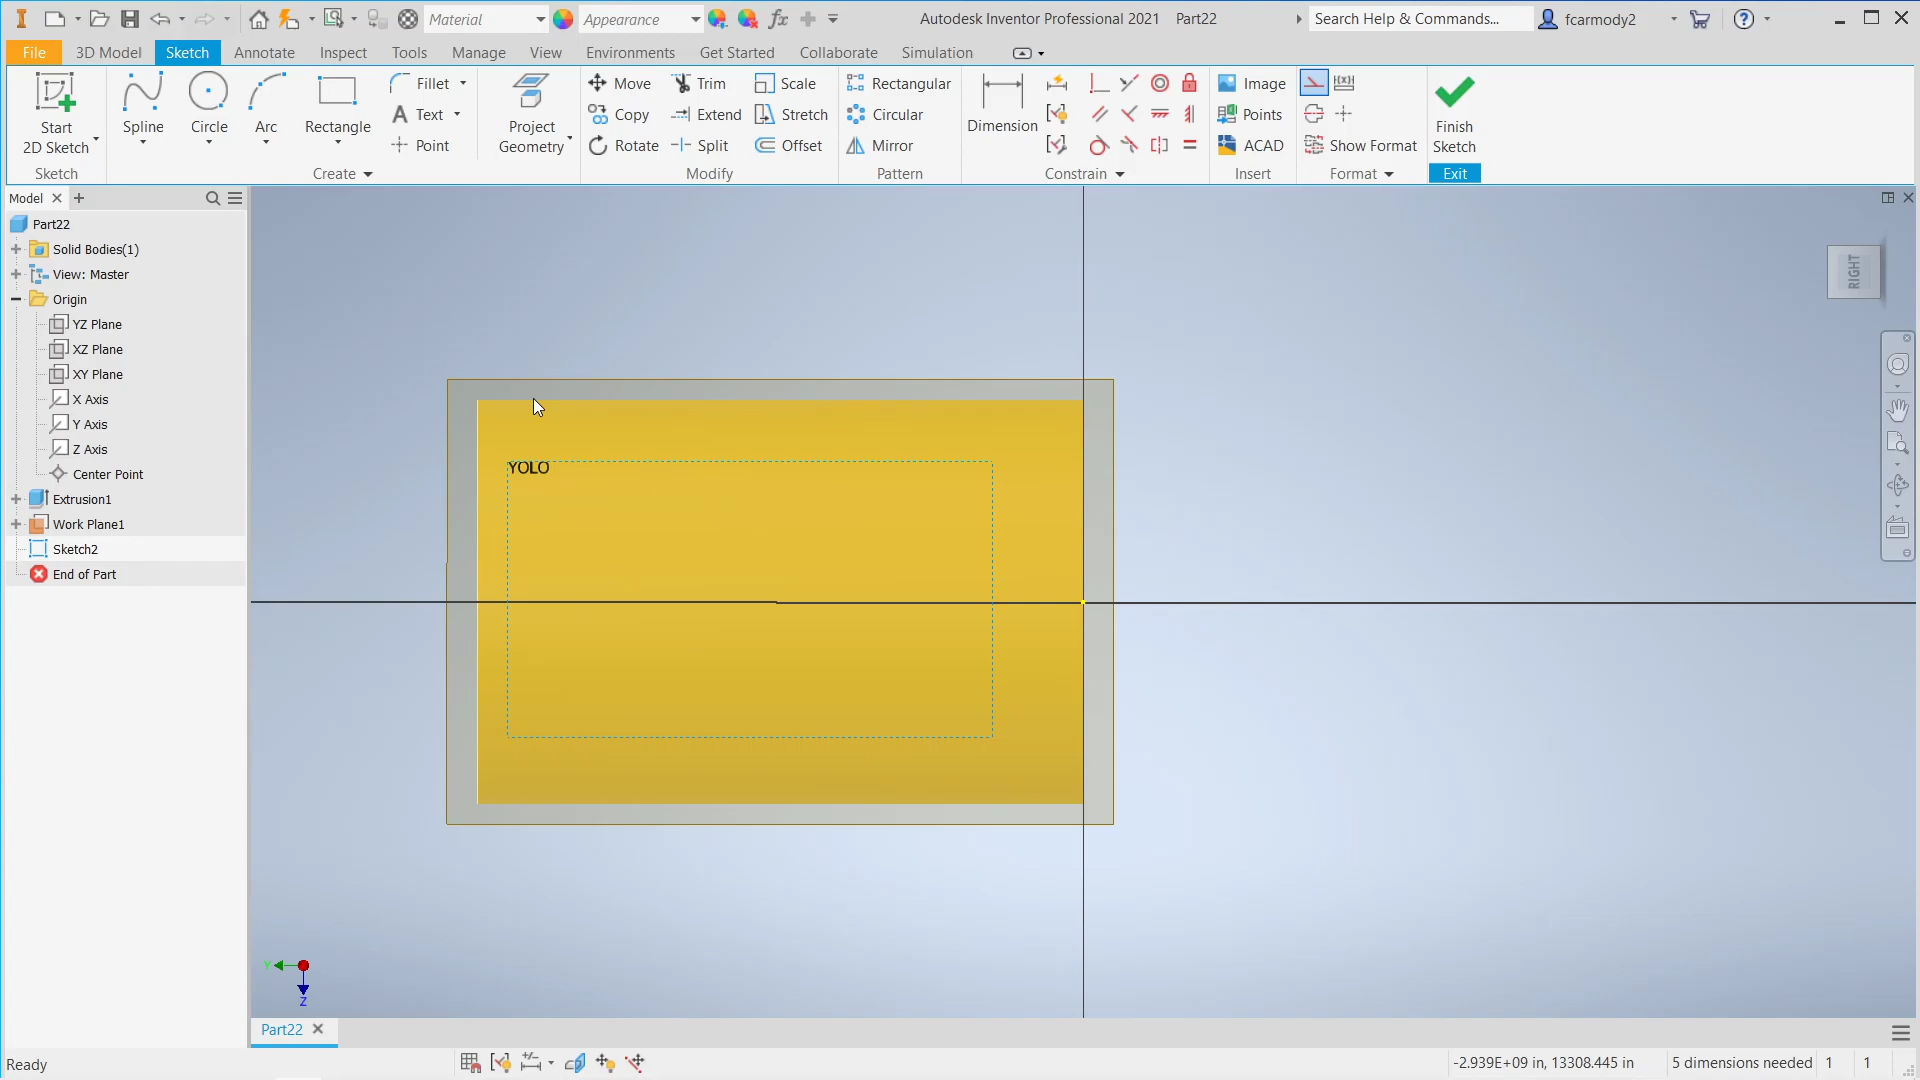 Material
Appearance
fx
Autodesk Inventor Professional 2021 Part22
Search Help & Commands...
fcarmody2
File 3D Model Sketch Annotate Inspect Tools Manage View Environments Get Started Collaborate Simulation
Start
2D Sketch
Sketch
Spline
Circle
Arc
Rectangle
Fillet
Text
Point
Create
Project
Geometry
Move
Copy
Rotate
Trim
Extend
Split
Scale
Stretch
Offset
Modify
Rectangular
Circular
Mirror
Pattern
Dimension
Constrain
Image
Points
ACAD
Insert
Show Format
Format
Finish
Sketch
Exit
Model
Part22
Solid Bodies(1)
View: Master
Origin
YZ Plane
XZ Plane
XY Plane
X Axis
Y Axis
Z Axis
Center Point
Extrusion1
Work Plane1
Sketch2
End of Part
RIGHT
YOLO
Y
Z
Part22
Ready
-2.939E+09 in, 13308.445 in
5 dimensions needed
1
1